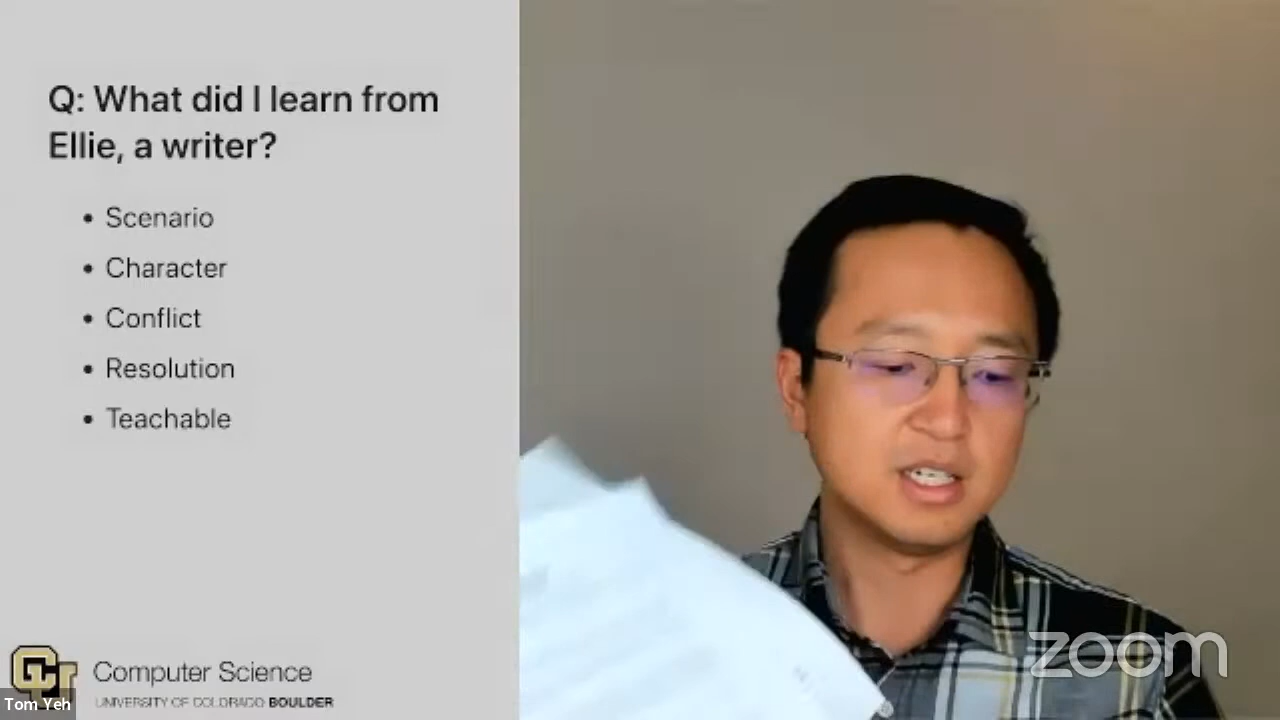 Q: What did I learn from
Ellie, a writer?
• Scenario
• Character
• Conflict
• Resolution
• Teachable
CU
Computer Science
UNIVERSITY OF COLORADO BOULDER
Tom Yeh
zoom